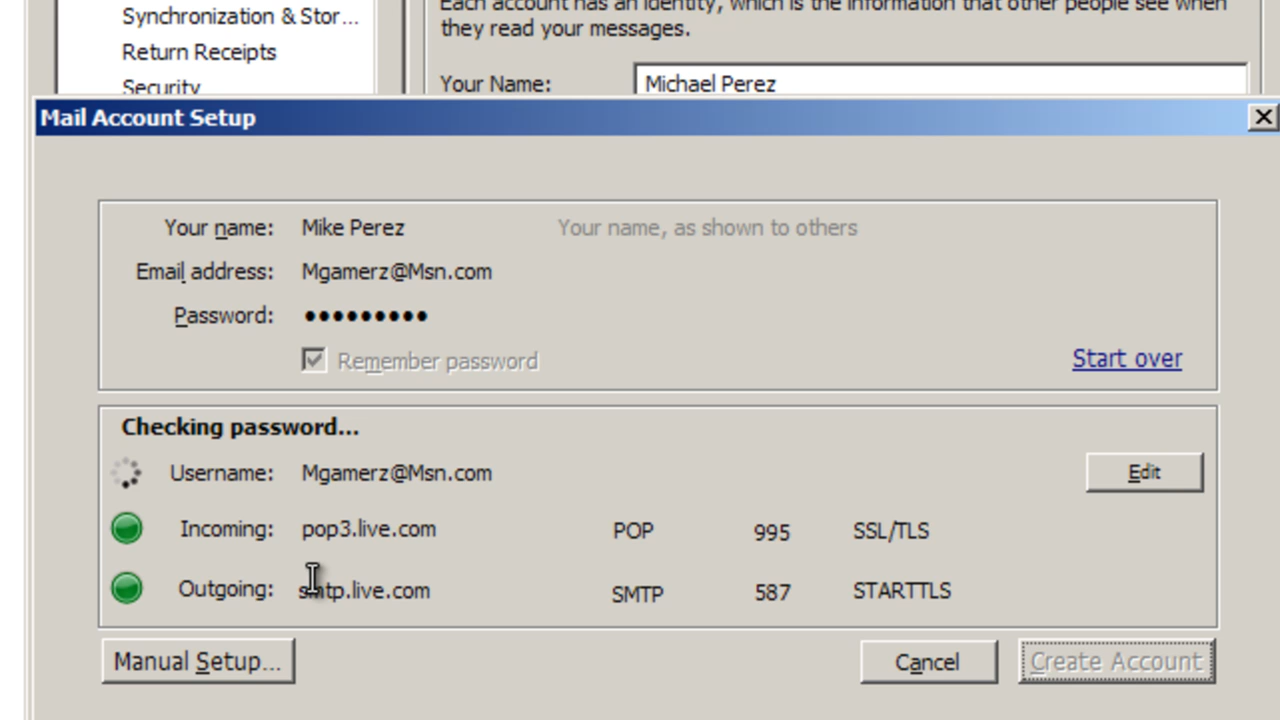 Synchronization & Stor...
Return Receipts
Security
Each account has an identity, which is the information that other people see when
they read your messages.
Your Name: Michael Perez
Mail Account Setup
Your name: Mike Perez Your name, as shown to others
Email address: Mgamerz@Msn.com
Password: •••••••••
Remember password
Start over
Checking password...
Username: Mgamerz@Msn.com Edit
Incoming: pop3.live.com POP 995 SSL/TLS
Outgoing: smtp.live.com SMTP 587 STARTTLS
Manual Setup... Cancel Create Account